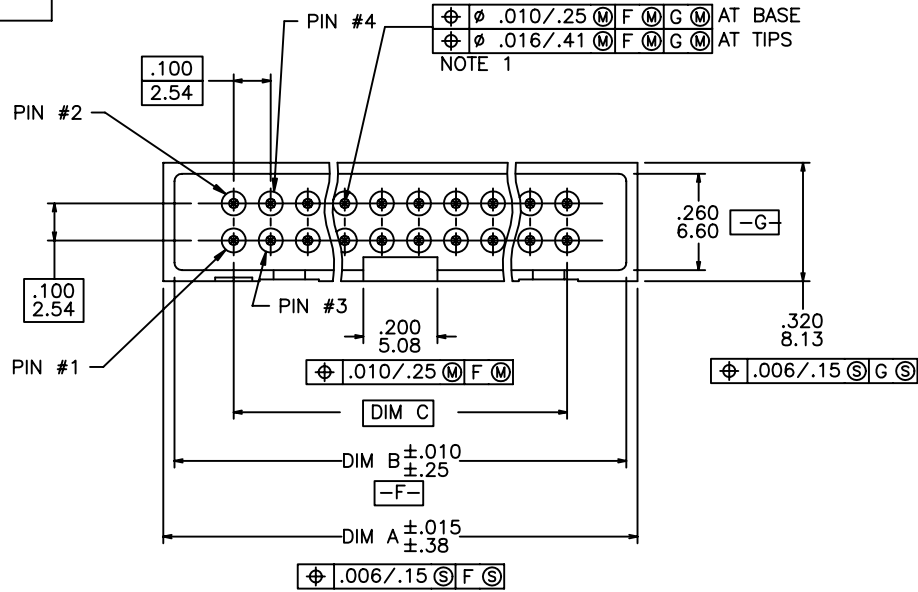 PIN #4
⌖ ⌀ .010/.25 Ⓜ F Ⓜ G Ⓜ AT BASE
⌖ ⌀ .016/.41 Ⓜ F Ⓜ G Ⓜ AT TIPS
NOTE 1
.100
2.54
PIN #2
.260
6.60
-G-
.100
2.54
PIN #3
PIN #1
.200
5.08
⌖ .010/.25 Ⓜ F Ⓜ
.320
8.13
⌖ .006/.15 Ⓢ G Ⓢ
DIM C
DIM B ±.010
±.25
-F-
DIM A ±.015
±.38
⌖ .006/.15 Ⓢ F Ⓢ